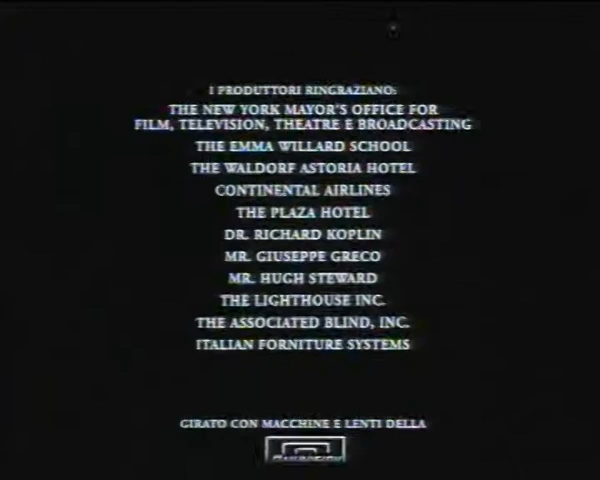 I PRODUTTORI RINGRAZIANO:
THE NEW YORK MAYOR'S OFFICE FOR
FILM, TELEVISION, THEATRE E BROADCASTING
THE EMMA WILLARD SCHOOL
THE WALDORF ASTORIA HOTEL
CONTINENTAL AIRLINES
THE PLAZA HOTEL
DR. RICHARD KOPLIN
MR. GIUSEPPE GRECO
MR. HUGH STEWARD
THE LIGHTHOUSE INC.
THE ASSOCIATED BLIND, INC.
ITALIAN FORNITURE SYSTEMS
GIRATO CON MACCHINE E LENTI DELLA